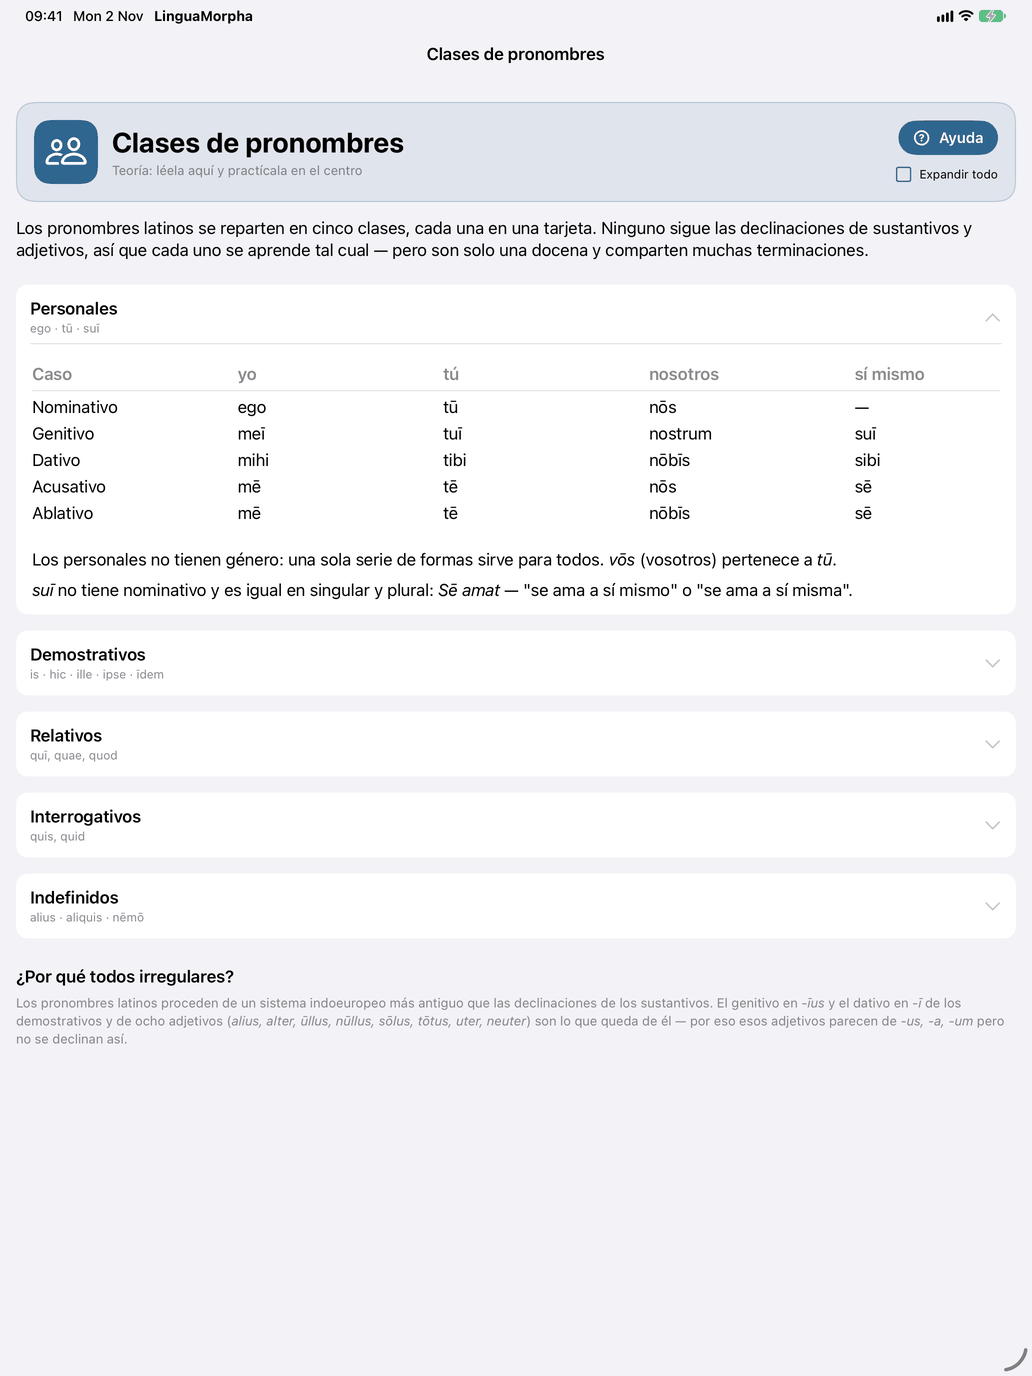 09:41 Mon 2 Nov LinguaMorpha
Clases de pronombres
Clases de pronombres
Teoría: léela aquí y practícala en el centro
Ayuda
Expandir todo
Los pronombres latinos se reparten en cinco clases, cada una en una tarjeta. Ninguno sigue las declinaciones de sustantivos y
adjetivos, así que cada uno se aprende tal cual — pero son solo una docena y comparten muchas terminaciones.
Personales
ego · tū · suī
Caso yo tú nosotros sí mismo
Nominativo ego tū nōs —
Genitivo meī tuī nostrum suī
Dativo mihi tibi nōbīs sibi
Acusativo mē tē nōs sē
Ablativo mē tē nōbīs sē
Los personales no tienen género: una sola serie de formas sirve para todos. vōs (vosotros) pertenece a tū.
suī no tiene nominativo y es igual en singular y plural: Sē amat — "se ama a sí mismo" o "se ama a sí misma".
Demostrativos
is · hic · ille · ipse · īdem
Relativos
quī, quae, quod
Interrogativos
quis, quid
Indefinidos
alius · aliquis · nēmō
¿Por qué todos irregulares?
Los pronombres latinos proceden de un sistema indoeuropeo más antiguo que las declinaciones de los sustantivos. El genitivo en -īus y el dativo en -ī de los
demostrativos y de ocho adjetivos (alius, alter, ūllus, nūllus, sōlus, tōtus, uter, neuter) son lo que queda de él — por eso esos adjetivos parecen de -us, -a, -um pero
no se declinan así.